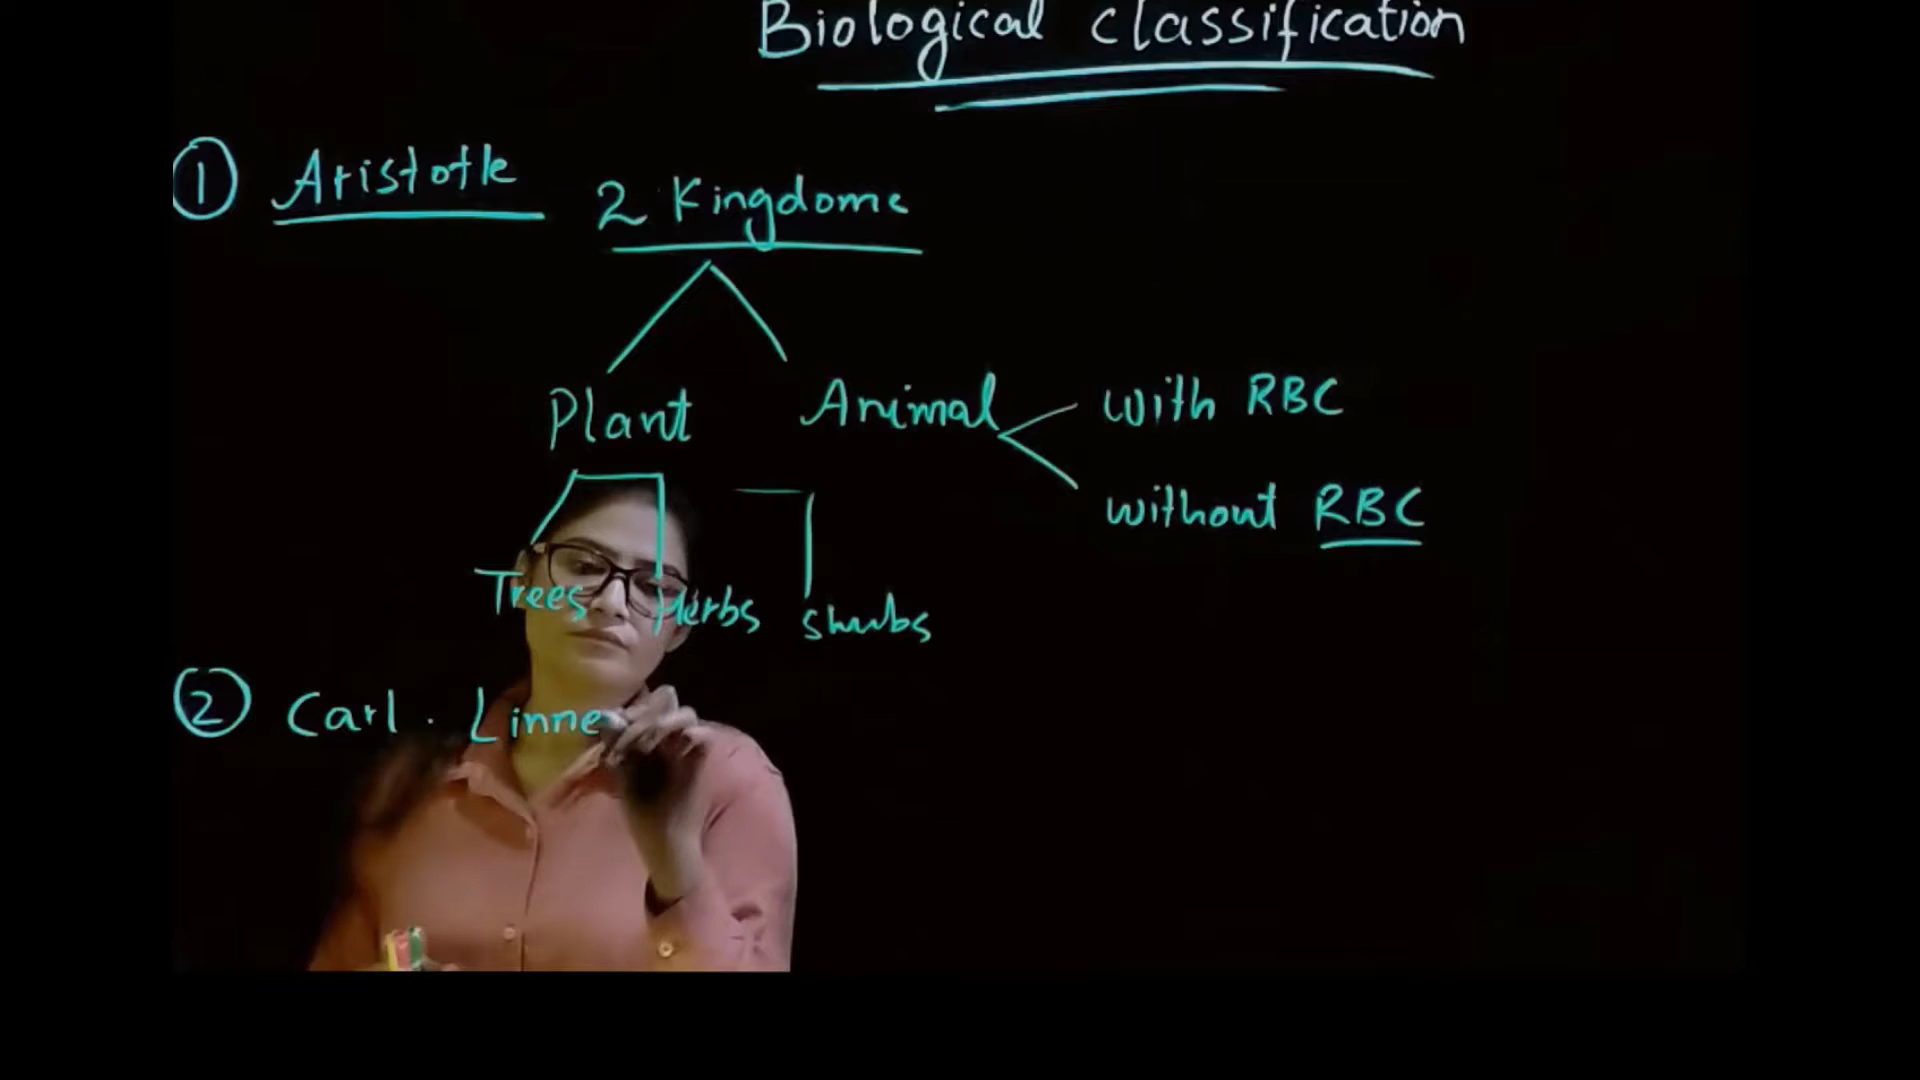 Biological classification
① Aristotle 2 Kingdome
Plant Animal with RBC
without RBC
Trees Herbs shrubs
② Carl. Linne